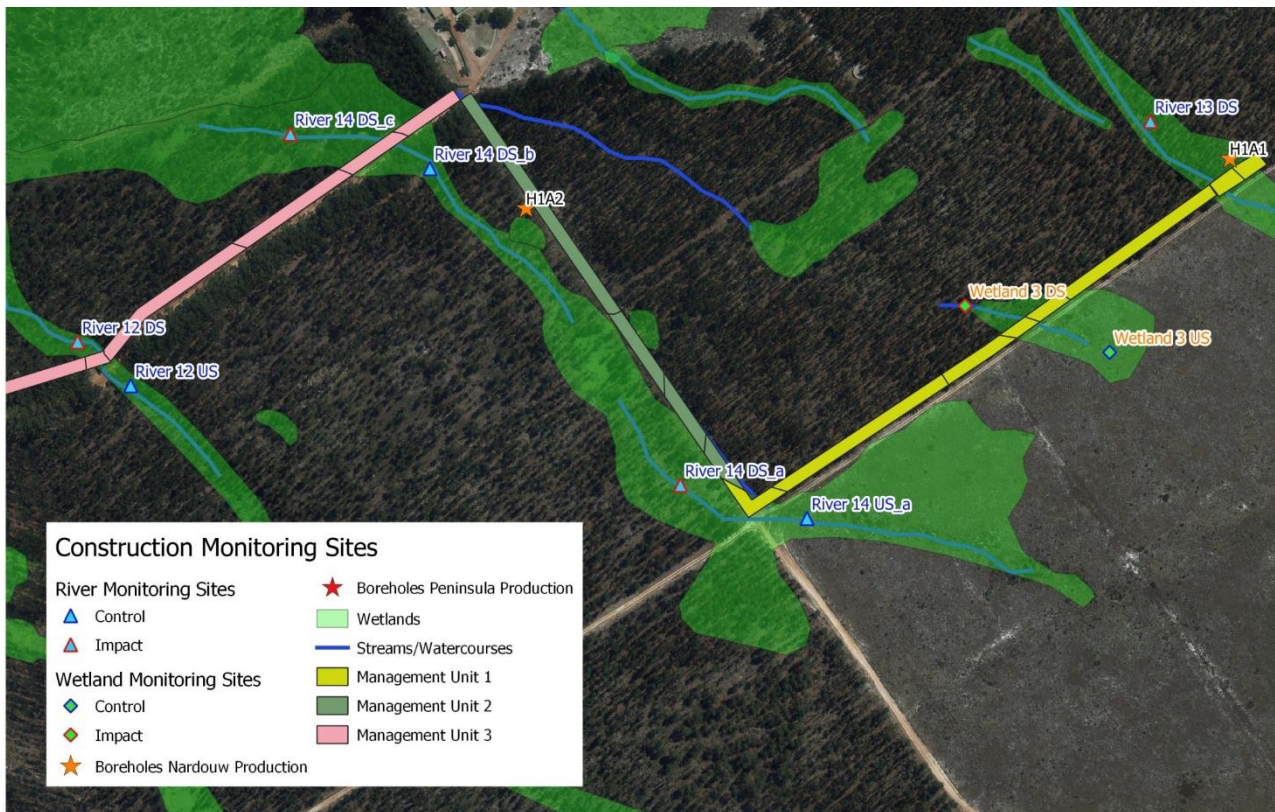 River 14 DS_c
River 14 DS_b
River 13 DS
H1A1
H1A2
Wetland 3 DS
River 12 DS
Wetland 3 US
River 12 US
River 14 DS_a
River 14 US_a
Construction Monitoring Sites
River Monitoring Sites
Control
Impact
Wetland Monitoring Sites
Control
Impact
Boreholes Nardouw Production
Boreholes Peninsula Production
Wetlands
Streams/Watercourses
Management Unit 1
Management Unit 2
Management Unit 3